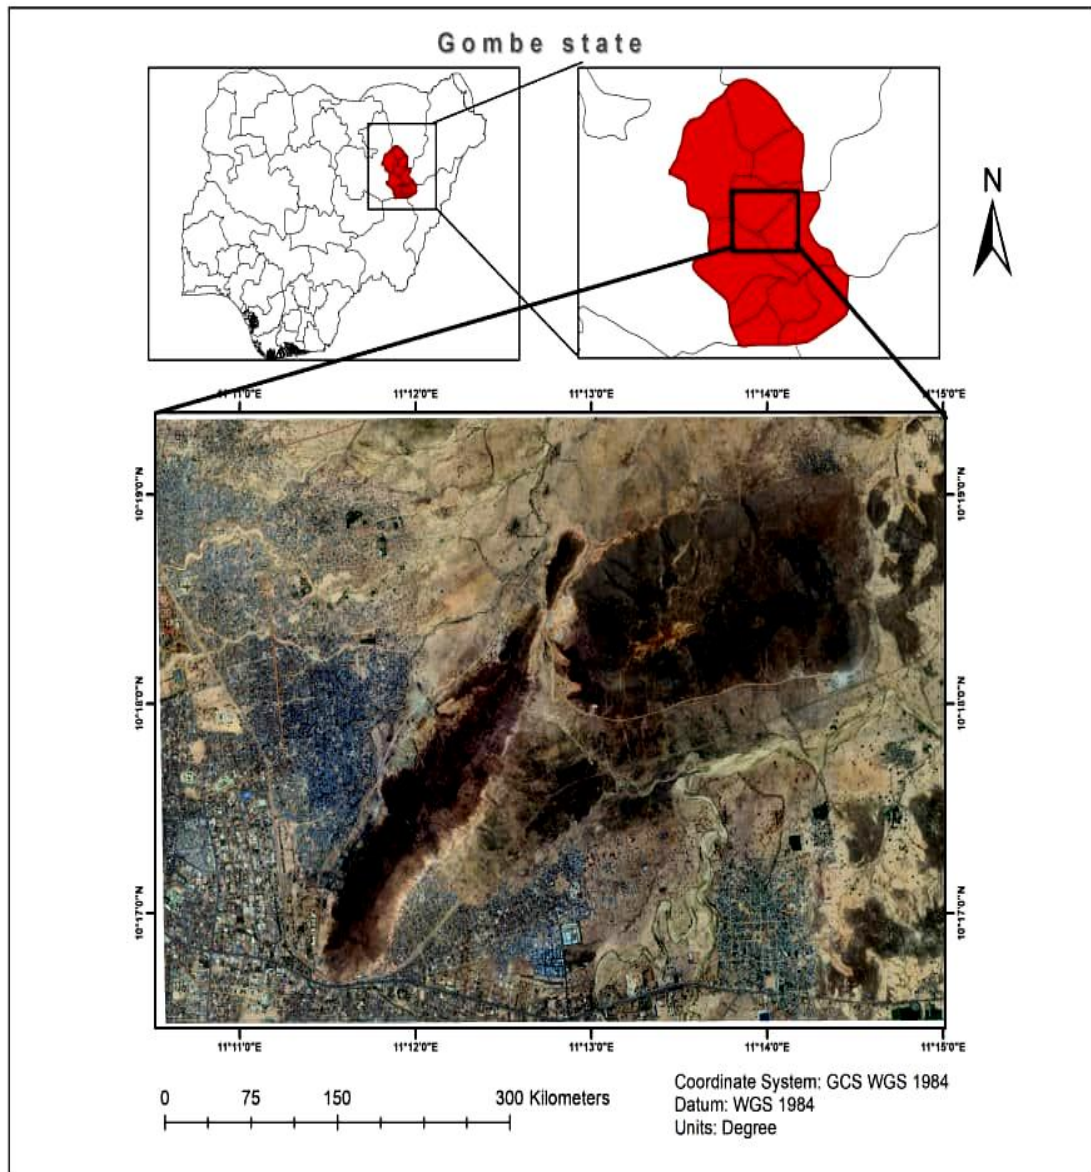 Gombe state
N
11°11'0"E 11°12'0"E 11°13'0"E 11°14'0"E 11°15'0"E
10°19'0"N 10°19'0"N
10°18'0"N 10°18'0"N
10°17'0"N 10°17'0"N
11°11'0"E 11°12'0"E 11°13'0"E 11°14'0"E 11°15'0"E
0 75 150 300 Kilometers
Coordinate System: GCS WGS 1984
Datum: WGS 1984
Units: Degree